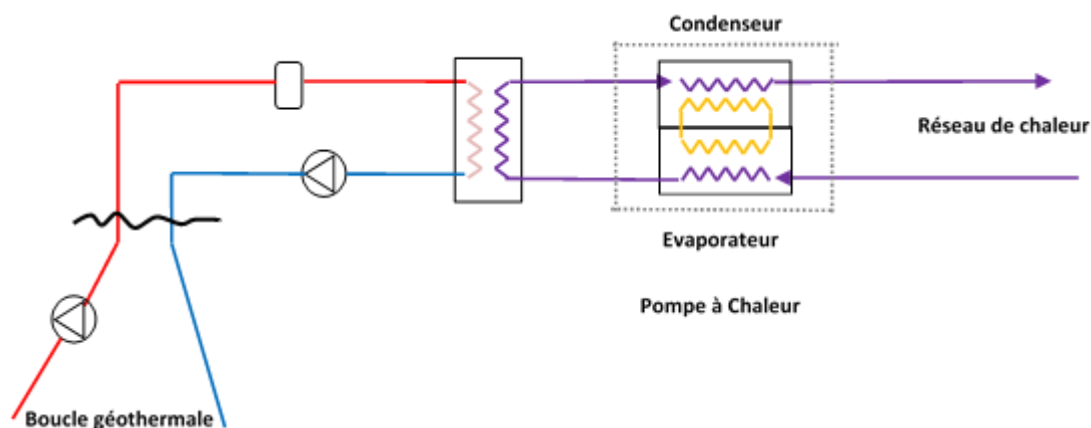 Condenseur
Réseau de chaleur
Evaporateur
Pompe à Chaleur
Boucle géothermale